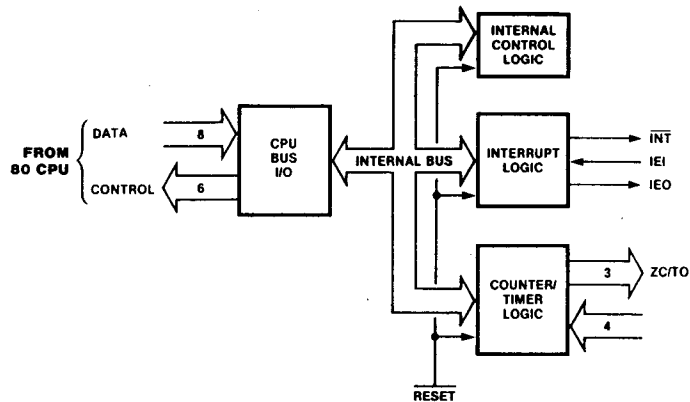 INTERNAL
CONTROL
LOGIC
DATA
8
FROM
80 CPU
CONTROL
6
CPU
BUS
I/O
INTERNAL BUS
INTERRUPT
LOGIC
INT
IEI
IEO
COUNTER/
TIMER
LOGIC
3
ZC/TO
4
RESET